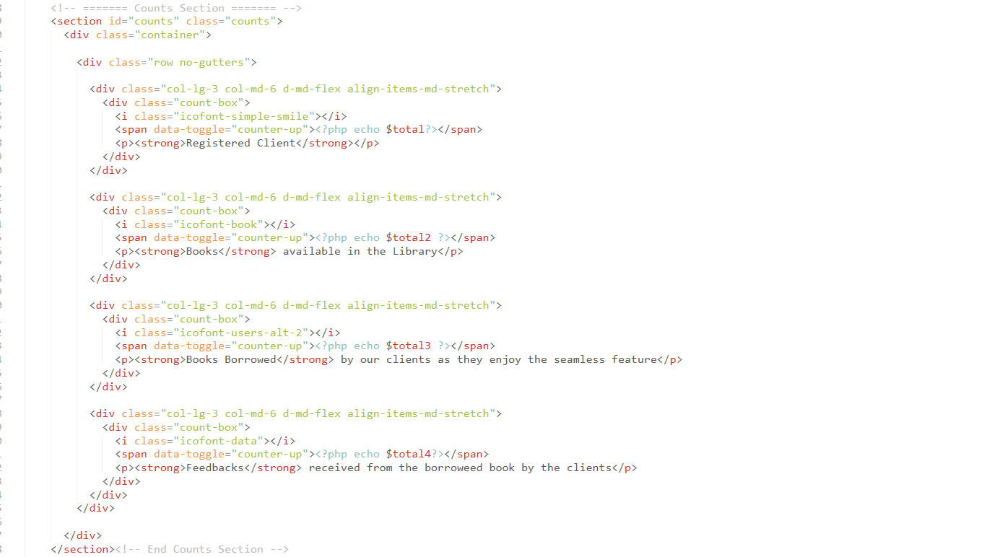 <!-- ======= Counts Section ======= -->
<section id="counts" class="counts">
<div class="container">
<div class="row no-gutters">
<div class="col-lg-3 col-md-6 d-md-flex align-items-md-stretch">
<div class="count-box">
<i class="icofont-simple-smile"></i>
<span data-toggle="counter-up"><?php echo $total?></span>
<p><strong>Registered Client</strong></p>
</div>
</div>
<div class="col-lg-3 col-md-6 d-md-flex align-items-md-stretch">
<div class="count-box">
<i class="icofont-book"></i>
<span data-toggle="counter-up"><?php echo $total2 ?></span>
<p><strong>Books</strong> available in the Library</p>
</div>
</div>
<div class="col-lg-3 col-md-6 d-md-flex align-items-md-stretch">
<div class="count-box">
<i class="icofont-users-alt-2"></i>
<span data-toggle="counter-up"><?php echo $total3 ?></span>
<p><strong>Books Borrowed</strong> by our clients as they enjoy the seamless feature</p>
</div>
</div>
<div class="col-lg-3 col-md-6 d-md-flex align-items-md-stretch">
<div class="count-box">
<i class="icofont-data"></i>
<span data-toggle="counter-up"><?php echo $total4?></span>
<p><strong>Feedbacks</strong> received from the borroweed book by the clients</p>
</div>
</div>
</div>
</div>
</section><!-- End Counts Section -->